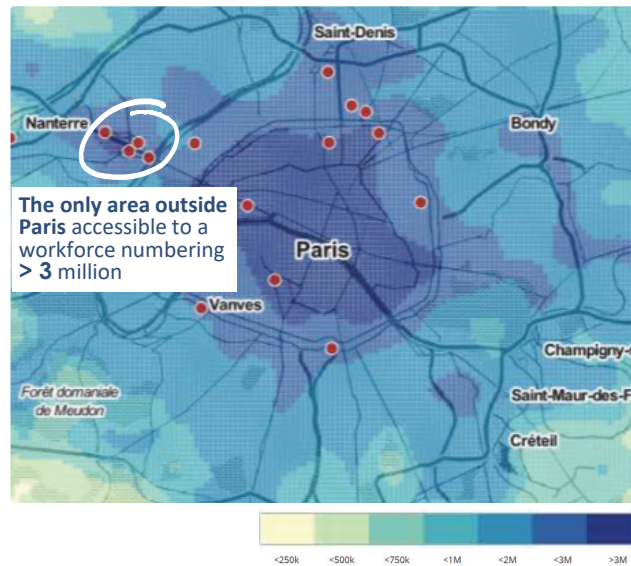 Saint-Denis
Nanterre
Bondy
The only area outside
Paris accessible to a
workforce numbering
> 3 million
Paris
Vanves
Champigny-s
Forêt domaniale
de Meudon
Saint-Maur-des-F
Créteil
<250k <500k <750k <1M <2M <3M >3M